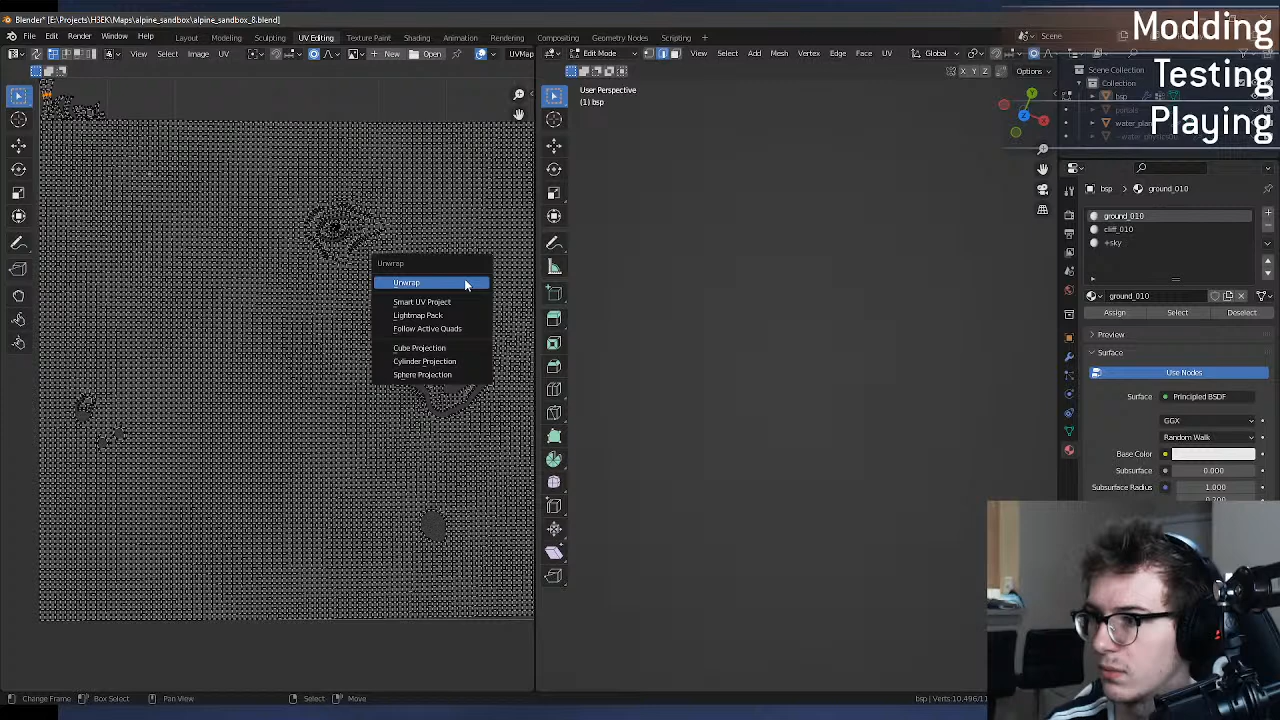 Blender* [E:\Projects\H3EK\Maps\alpine_sandbox\alpine_sandbox_8.blend]
Modding
Testing
Playing
File Edit Render Window Help Layout Modeling Sculpting UV Editing Texture Paint Shading Animation Rendering Compositing Geometry Nodes Scripting
Scene
View Select Image UV
New Open
UVMap
Edit Mode
View Select Add Mesh Vertex Edge Face UV
Global
X Y Z Options
Scene Collection
Collection
bsp
portals
User Perspective
(1) bsp
bsp ground_010
ground_010
cliff_010
+sky
Unwrap
Unwrap
Smart UV Project
Lightmap Pack
Follow Active Quads
Cube Projection
Cylinder Projection
Sphere Projection
ground_010
Assign Select Deselect
Preview
Surface
Use Nodes
Surface Principled BSDF
GGX
Random Walk
Base Color
Subsurface 0.000
Subsurface Radius 1.000
Change Frame Box Select Pan View Select Move